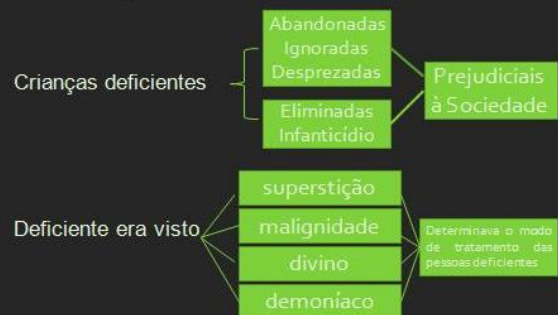 Abandonadas
Ignoradas
Desprezadas
Crianças deficientes
Eliminadas
Infanticídio
Prejudiciais
à Sociedade
Deficiente era visto
superstição
malignidade
divino
demoníaco
Determinava o modo
de tratamento das
pessoas deficientes